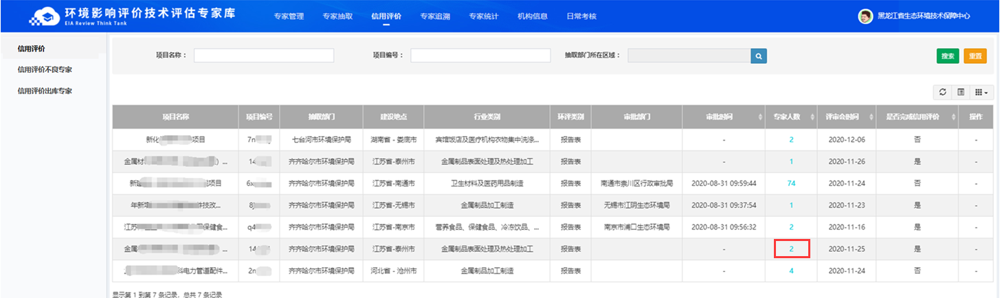 环境影响评价技术评估专家库
EIA Review Think Tank
专家管理 专家抽取 信用评价 专家追溯 专家统计 机构信息 日常考核
黑龙江省生态环境技术保障中心
信用评价
信用评价不良专家
信用评价出库专家
项目名称： 项目编号： 抽取部门所在区域： 搜索 重置
项目名称 项目编号 抽取部门 建设地点 行业类别 环评类别 审批部门 审批时间 专家人数 评审会时间 是否完成信用评价 操作
新化 项目 7n 七台河市环境保护局 湖南省 - 娄底市 宾馆饭店及医疗机构衣物集中洗涤... 报告表 - 2 2020-12-06 否 -
金属材 ) ... 14 齐齐哈尔市环境保护局 江苏省-泰州市 金属制品表面处理及热处理加工 报告表 - 1 2020-11-26 是 -
新建 项目 6x 齐齐哈尔市环境保护局 江苏省-南通市 卫生材料及医药用品制造 报告表 南通市崇川区行政审批局 2020-08-31 09:59:44 74 2020-11-24 否 -
年新增 技改... 8j 齐齐哈尔市环境保护局 江苏省-无锡市 金属制品加工制造 报告表 无锡市江阴生态环境局 2020-08-31 09:37:54 1 2020-11-23 是 -
江苏 保健食... q4 齐齐哈尔市环境保护局 江苏省-南京市 营养食品、保健食品、冷冻饮品、... 报告表 南京市浦口生态环境局 2020-08-31 09:56:32 2 2020-11-16 是 -
金属 ... 14 齐齐哈尔市环境保护局 江苏省-泰州市 金属制品表面处理及热处理加工 报告表 - 2 2020-11-25 是 -
科电力管道配件... 2n 齐齐哈尔市环境保护局 河北省 - 沧州市 金属制品加工制造 报告表 - 4 2020-11-24 否 -
显示第 1 到第 7 条记录，总共 7 条记录